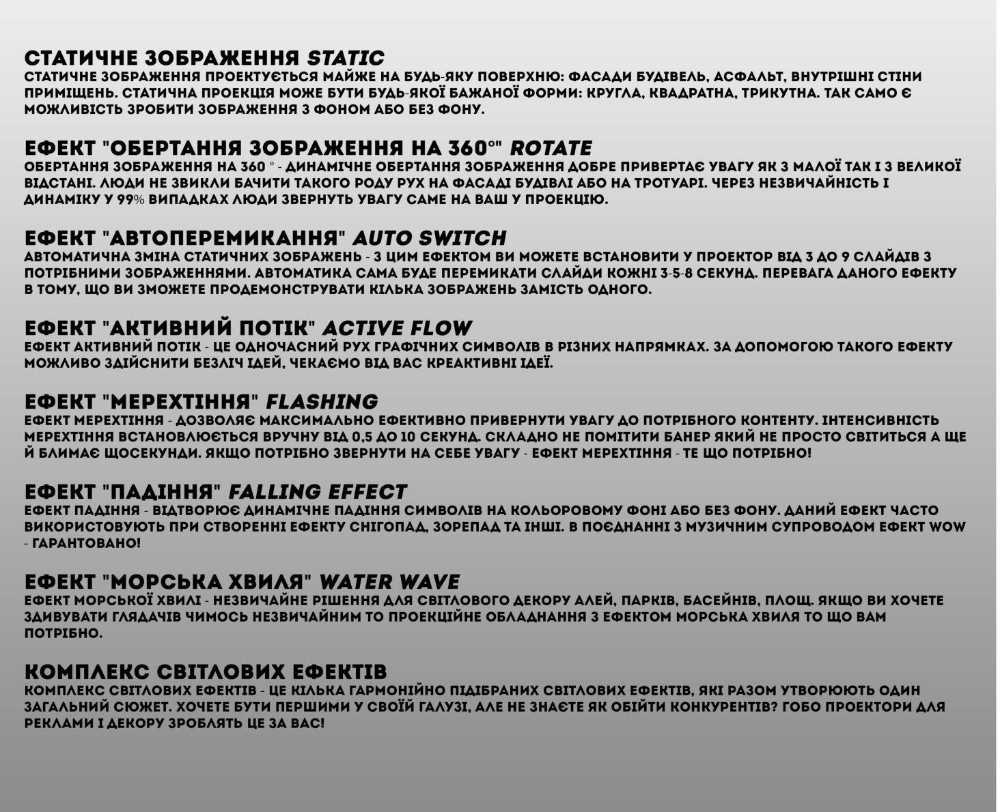 СТАТИЧНЕ ЗОБРАЖЕННЯ STATIC
СТАТИЧНЕ ЗОБРАЖЕННЯ ПРОЕКТУЄТЬСЯ МАЙЖЕ НА БУДЬ-ЯКУ ПОВЕРХНЮ: ФАСАДИ БУДІВЕЛЬ, АСФАЛЬТ, ВНУТРІШНІ СТІНИ
ПРИМІЩЕНЬ. СТАТИЧНА ПРОЕКЦІЯ МОЖЕ БУТИ БУДЬ-ЯКОЇ БАЖАНОЇ ФОРМИ: КРУГЛА, КВАДРАТНА, ТРИКУТНА. ТАК САМО Є
МОЖЛИВІСТЬ ЗРОБИТИ ЗОБРАЖЕННЯ З ФОНОМ АБО БЕЗ ФОНУ.
ЕФЕКТ "ОБЕРТАННЯ ЗОБРАЖЕННЯ НА 360°" ROTATE
ОБЕРТАННЯ ЗОБРАЖЕННЯ НА 360 ° - ДИНАМІЧНЕ ОБЕРТАННЯ ЗОБРАЖЕННЯ ДОБРЕ ПРИВЕРТАЄ УВАГУ ЯК З МАЛОЇ ТАК І З ВЕЛИКОЇ
ВІДСТАНІ. ЛЮДИ НЕ ЗВИКЛИ БАЧИТИ ТАКОГО РОДУ РУХ НА ФАСАДІ БУДІВЛІ АБО НА ТРОТУАРІ. ЧЕРЕЗ НЕЗВИЧАЙНІСТЬ І
ДИНАМІКУ У 99% ВИПАДКАХ ЛЮДИ ЗВЕРНУТЬ УВАГУ САМЕ НА ВАШ У ПРОЕКЦІЮ.
ЕФЕКТ "АВТОПЕРЕМИКАННЯ" AUTO SWITCH
АВТОМАТИЧНА ЗМІНА СТАТИЧНИХ ЗОБРАЖЕНЬ - З ЦИМ ЕФЕКТОМ ВИ МОЖЕТЕ ВСТАНОВИТИ У ПРОЕКТОР ВІД 3 ДО 9 СЛАЙДІВ З
ПОТРІБНИМИ ЗОБРАЖЕННЯМИ. АВТОМАТИКА САМА БУДЕ ПЕРЕМИКАТИ СЛАЙДИ КОЖНІ 3-5-8 СЕКУНД. ПЕРЕВАГА ДАНОГО ЕФЕКТУ
В ТОМУ, ЩО ВИ ЗМОЖЕТЕ ПРОДЕМОНСТРУВАТИ КІЛЬКА ЗОБРАЖЕНЬ ЗАМІСТЬ ОДНОГО.
ЕФЕКТ "АКТИВНИЙ ПОТІК" ACTIVE FLOW
ЕФЕКТ АКТИВНИЙ ПОТІК - ЦЕ ОДНОЧАСНИЙ РУХ ГРАФІЧНИХ СИМВОЛІВ В РІЗНИХ НАПРЯМКАХ. ЗА ДОПОМОГОЮ ТАКОГО ЕФЕКТУ
МОЖЛИВО ЗДІЙСНИТИ БЕЗЛІЧ ІДЕЙ, ЧЕКАЄМО ВІД ВАС КРЕАКТИВНІ ІДЕЇ.
ЕФЕКТ "МЕРЕХТІННЯ" FLASHING
ЕФЕКТ МЕРЕХТІННЯ - ДОЗВОЛЯЄ МАКСИМАЛЬНО ЕФЕКТИВНО ПРИВЕРНУТИ УВАГУ ДО ПОТРІБНОГО КОНТЕНТУ. ІНТЕНСИВНІСТЬ
МЕРЕХТІННЯ ВСТАНОВЛЮЄТЬСЯ ВРУЧНУ ВІД 0,5 ДО 10 СЕКУНД. СКЛАДНО НЕ ПОМІТИТИ БАНЕР ЯКИЙ НЕ ПРОСТО СВІТИТЬСЯ А ЩЕ
Й БЛИМАЄ ЩОСЕКУНДИ. ЯКЩО ПОТРІБНО ЗВЕРНУТИ НА СЕБЕ УВАГУ - ЕФЕКТ МЕРЕХТІННЯ - ТЕ ЩО ПОТРІБНО!
ЕФЕКТ "ПАДІННЯ" FALLING EFFECT
ЕФЕКТ ПАДІННЯ - ВІДТВОРЮЄ ДИНАМІЧНЕ ПАДІННЯ СИМВОЛІВ НА КОЛЬОРОВОМУ ФОНІ АБО БЕЗ ФОНУ. ДАНИЙ ЕФЕКТ ЧАСТО
ВИКОРИСТОВУЮТЬ ПРИ СТВОРЕННІ ЕФЕКТУ СНІГОПАД, ЗОРЕПАД ТА ІНШІ. В ПОЄДНАННІ З МУЗИЧНИМ СУПРОВОДОМ ЕФЕКТ WOW
- ГАРАНТОВАНО!
ЕФЕКТ "МОРСЬКА ХВИЛЯ" WATER WAVE
ЕФЕКТ МОРСЬКОЇ ХВИЛІ - НЕЗВИЧАЙНЕ РІШЕННЯ ДЛЯ СВІТЛОВОГО ДЕКОРУ АЛЕЙ, ПАРКІВ, БАСЕЙНІВ, ПЛОЩ. ЯКЩО ВИ ХОЧЕТЕ
ЗДИВУВАТИ ГЛЯДАЧІВ ЧИМОСЬ НЕЗВИЧАЙНИМ ТО ПРОЕКЦІЙНЕ ОБЛАДНАННЯ З ЕФЕКТОМ МОРСЬКА ХВИЛЯ ТО ЩО ВАМ
ПОТРІБНО.
КОМПЛЕКС СВІТЛОВИХ ЕФЕКТІВ
КОМПЛЕКС СВІТЛОВИХ ЕФЕКТІВ - ЦЕ КІЛЬКА ГАРМОНІЙНО ПІДІБРАНИХ СВІТЛОВИХ ЕФЕКТІВ, ЯКІ РАЗОМ УТВОРЮЮТЬ ОДИН
ЗАГАЛЬНИЙ СЮЖЕТ. ХОЧЕТЕ БУТИ ПЕРШИМИ У СВОЇЙ ГАЛУЗІ, АЛЕ НЕ ЗНАЄТЕ ЯК ОБІЙТИ КОНКУРЕНТІВ? ГОБО ПРОЕКТОРИ ДЛЯ
РЕКЛАМИ І ДЕКОРУ ЗРОБЛЯТЬ ЦЕ ЗА ВАС!